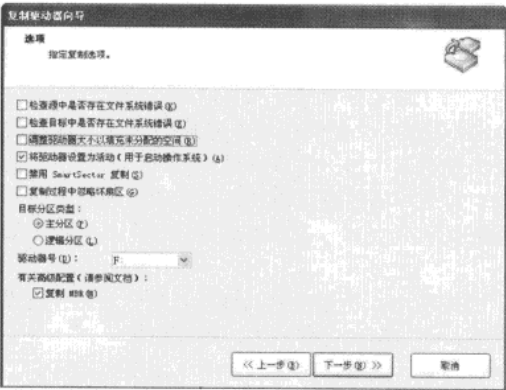 复制驱动器向导
选项
指定复制选项。
检查源中是否存在文件系统错误(K)
检查目标中是否存在文件系统错误(E)
调整驱动器大小以填充未分配的空间(R)
将驱动器设置为活动(用于启动操作系统)(A)
禁用 SmartSector 复制(S)
复制过程中忽略坏扇区(G)
目标分区类型:
主分区(P)
逻辑分区(L)
驱动器号(D): F:
有关高级配置(请参阅文档):
复制 MBR(M)
<< 上一步(B) 下一步(N) >> 取消